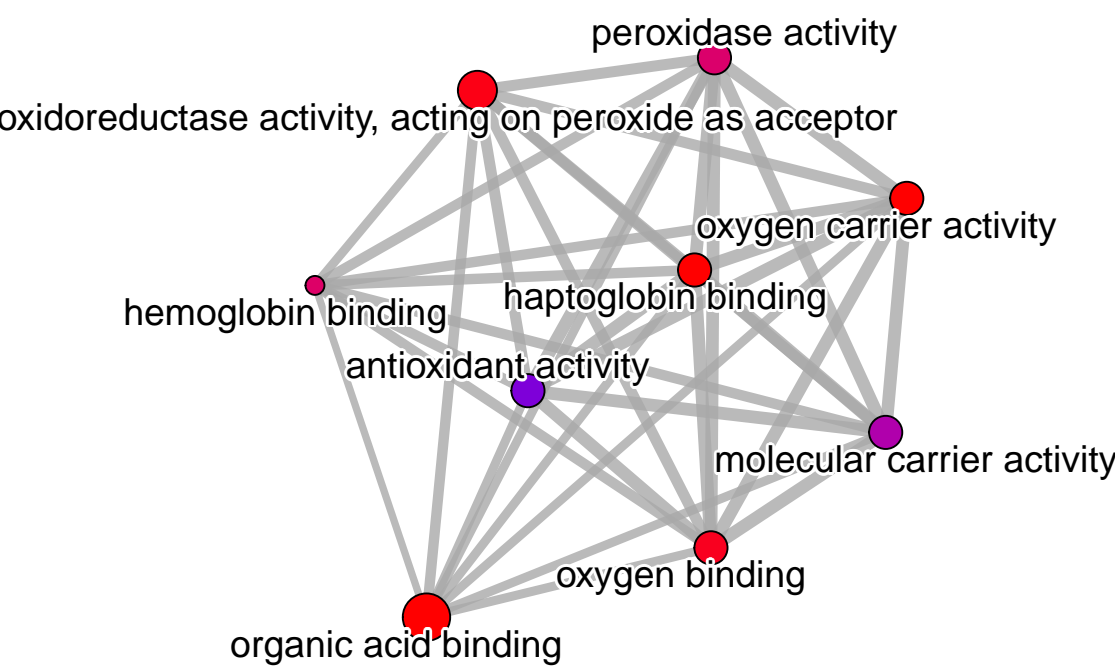 peroxidase activity
oxidoreductase activity, acting on peroxide as acceptor
oxygen carrier activity
haptoglobin binding
hemoglobin binding
antioxidant activity
molecular carrier activity
oxygen binding
organic acid binding